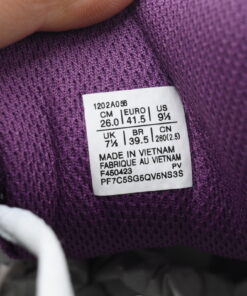 1202A056
CM EURO US
26.0 41.5 9½
UK BR CN
7½ 39.5 260(2.5)
MADE IN VIETNAM
FABRIQUE AU VIETNAM
F450423 PV
PF7C5SG5QV5NS3S